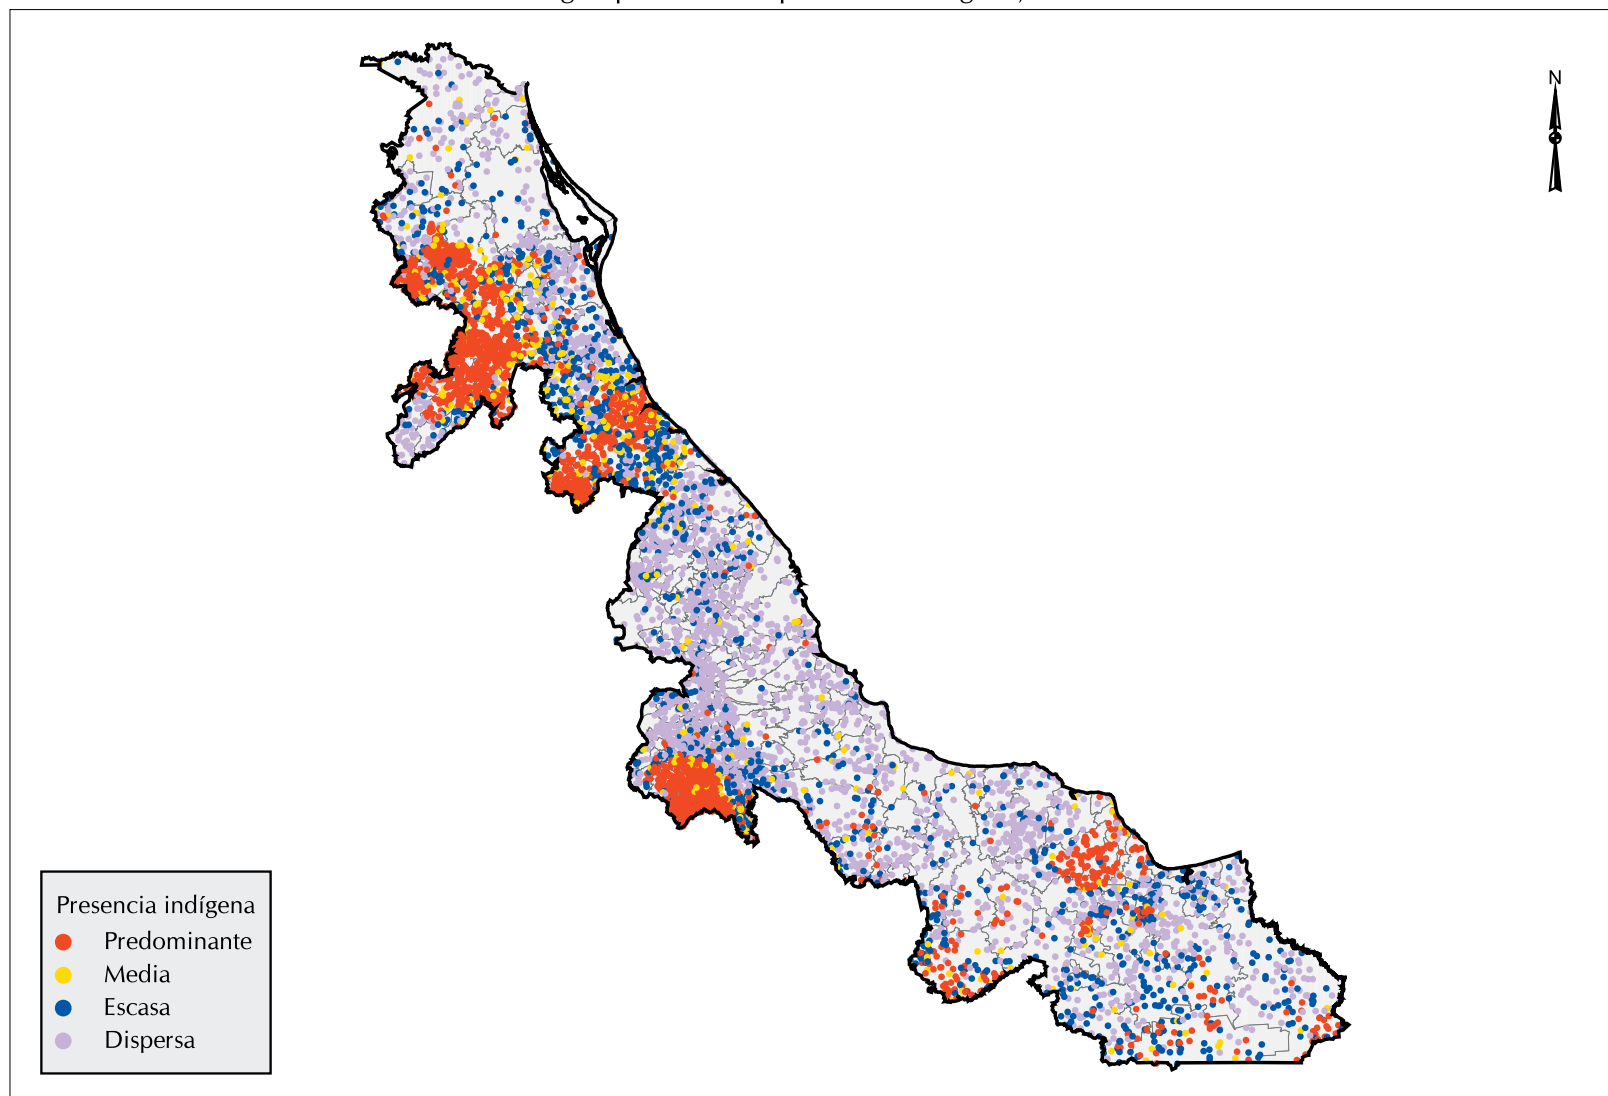 N
Presencia indígena
Predominante
Media
Escasa
Dispersa